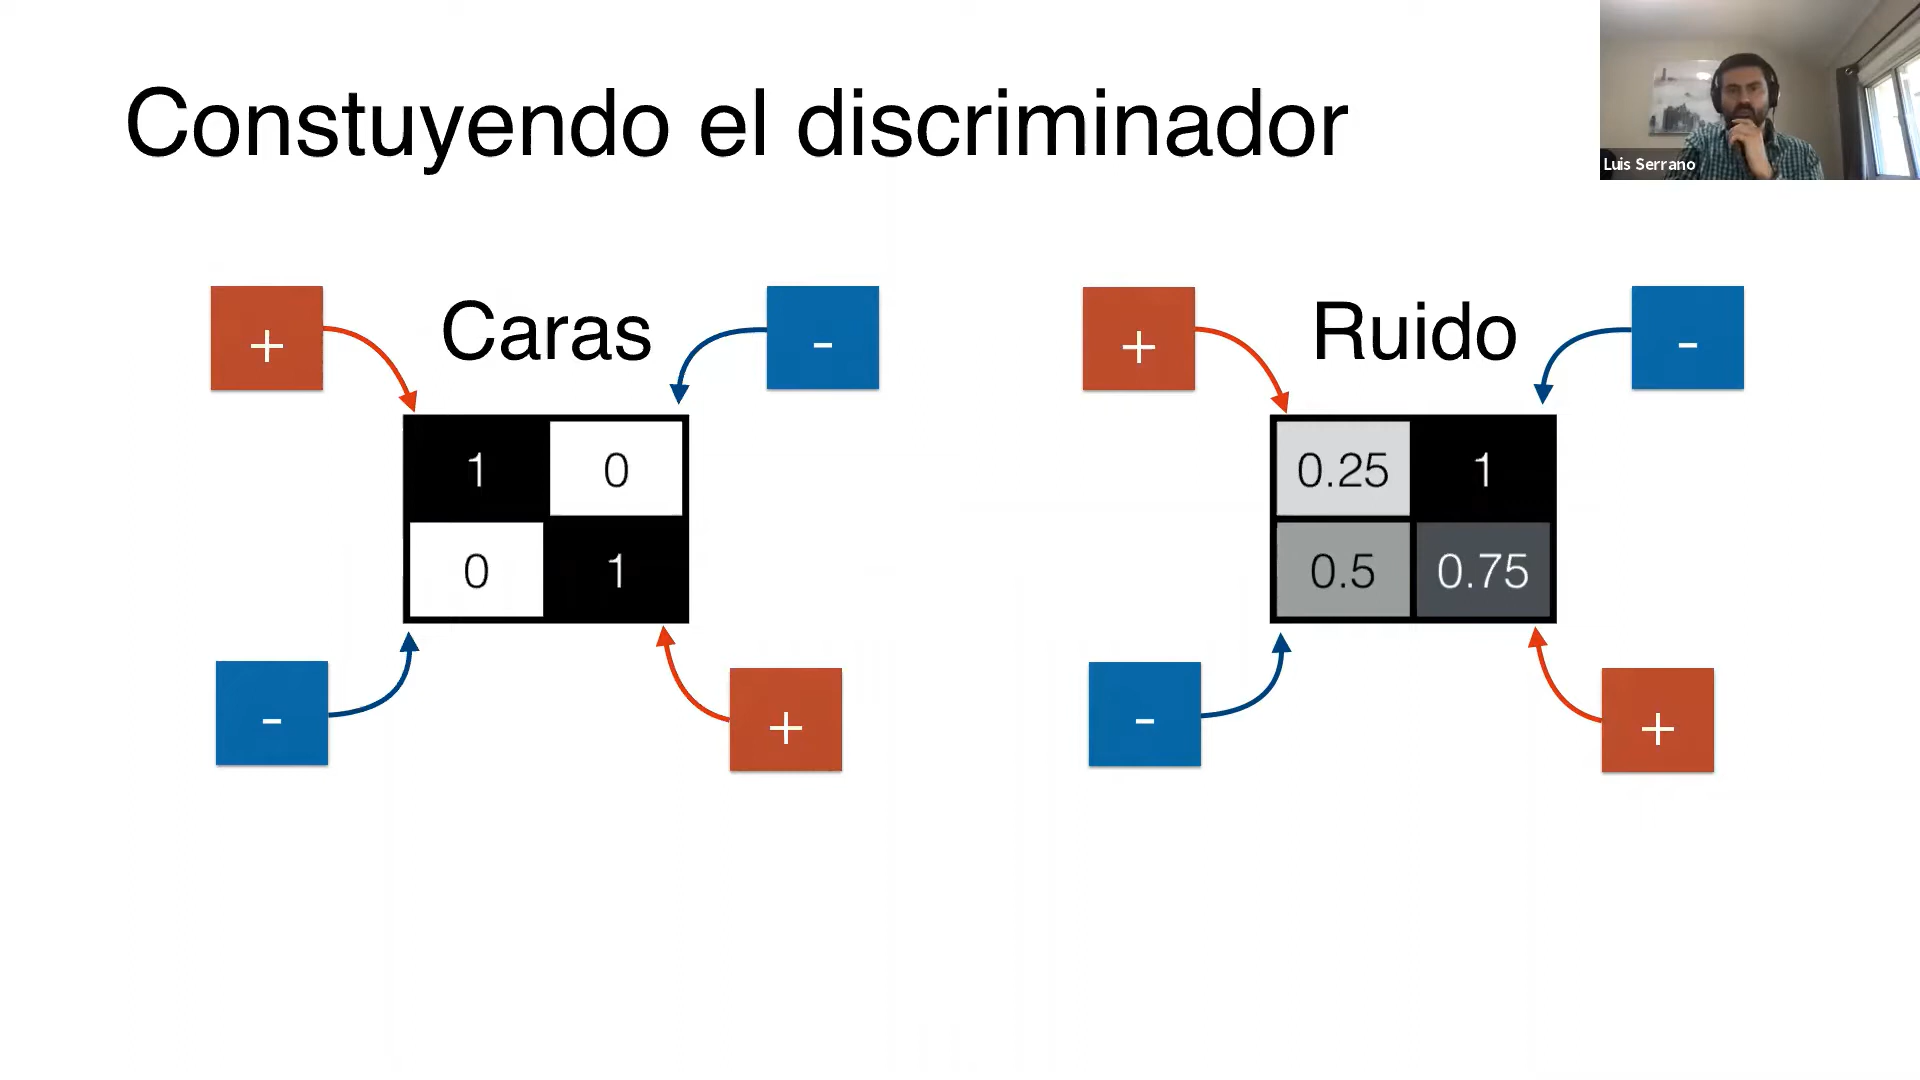 Constuyendo el discriminador
Luis Serrano
+ Caras -
1 0
0 1
- +
+ Ruido -
0.25 1
0.5 0.75
- +